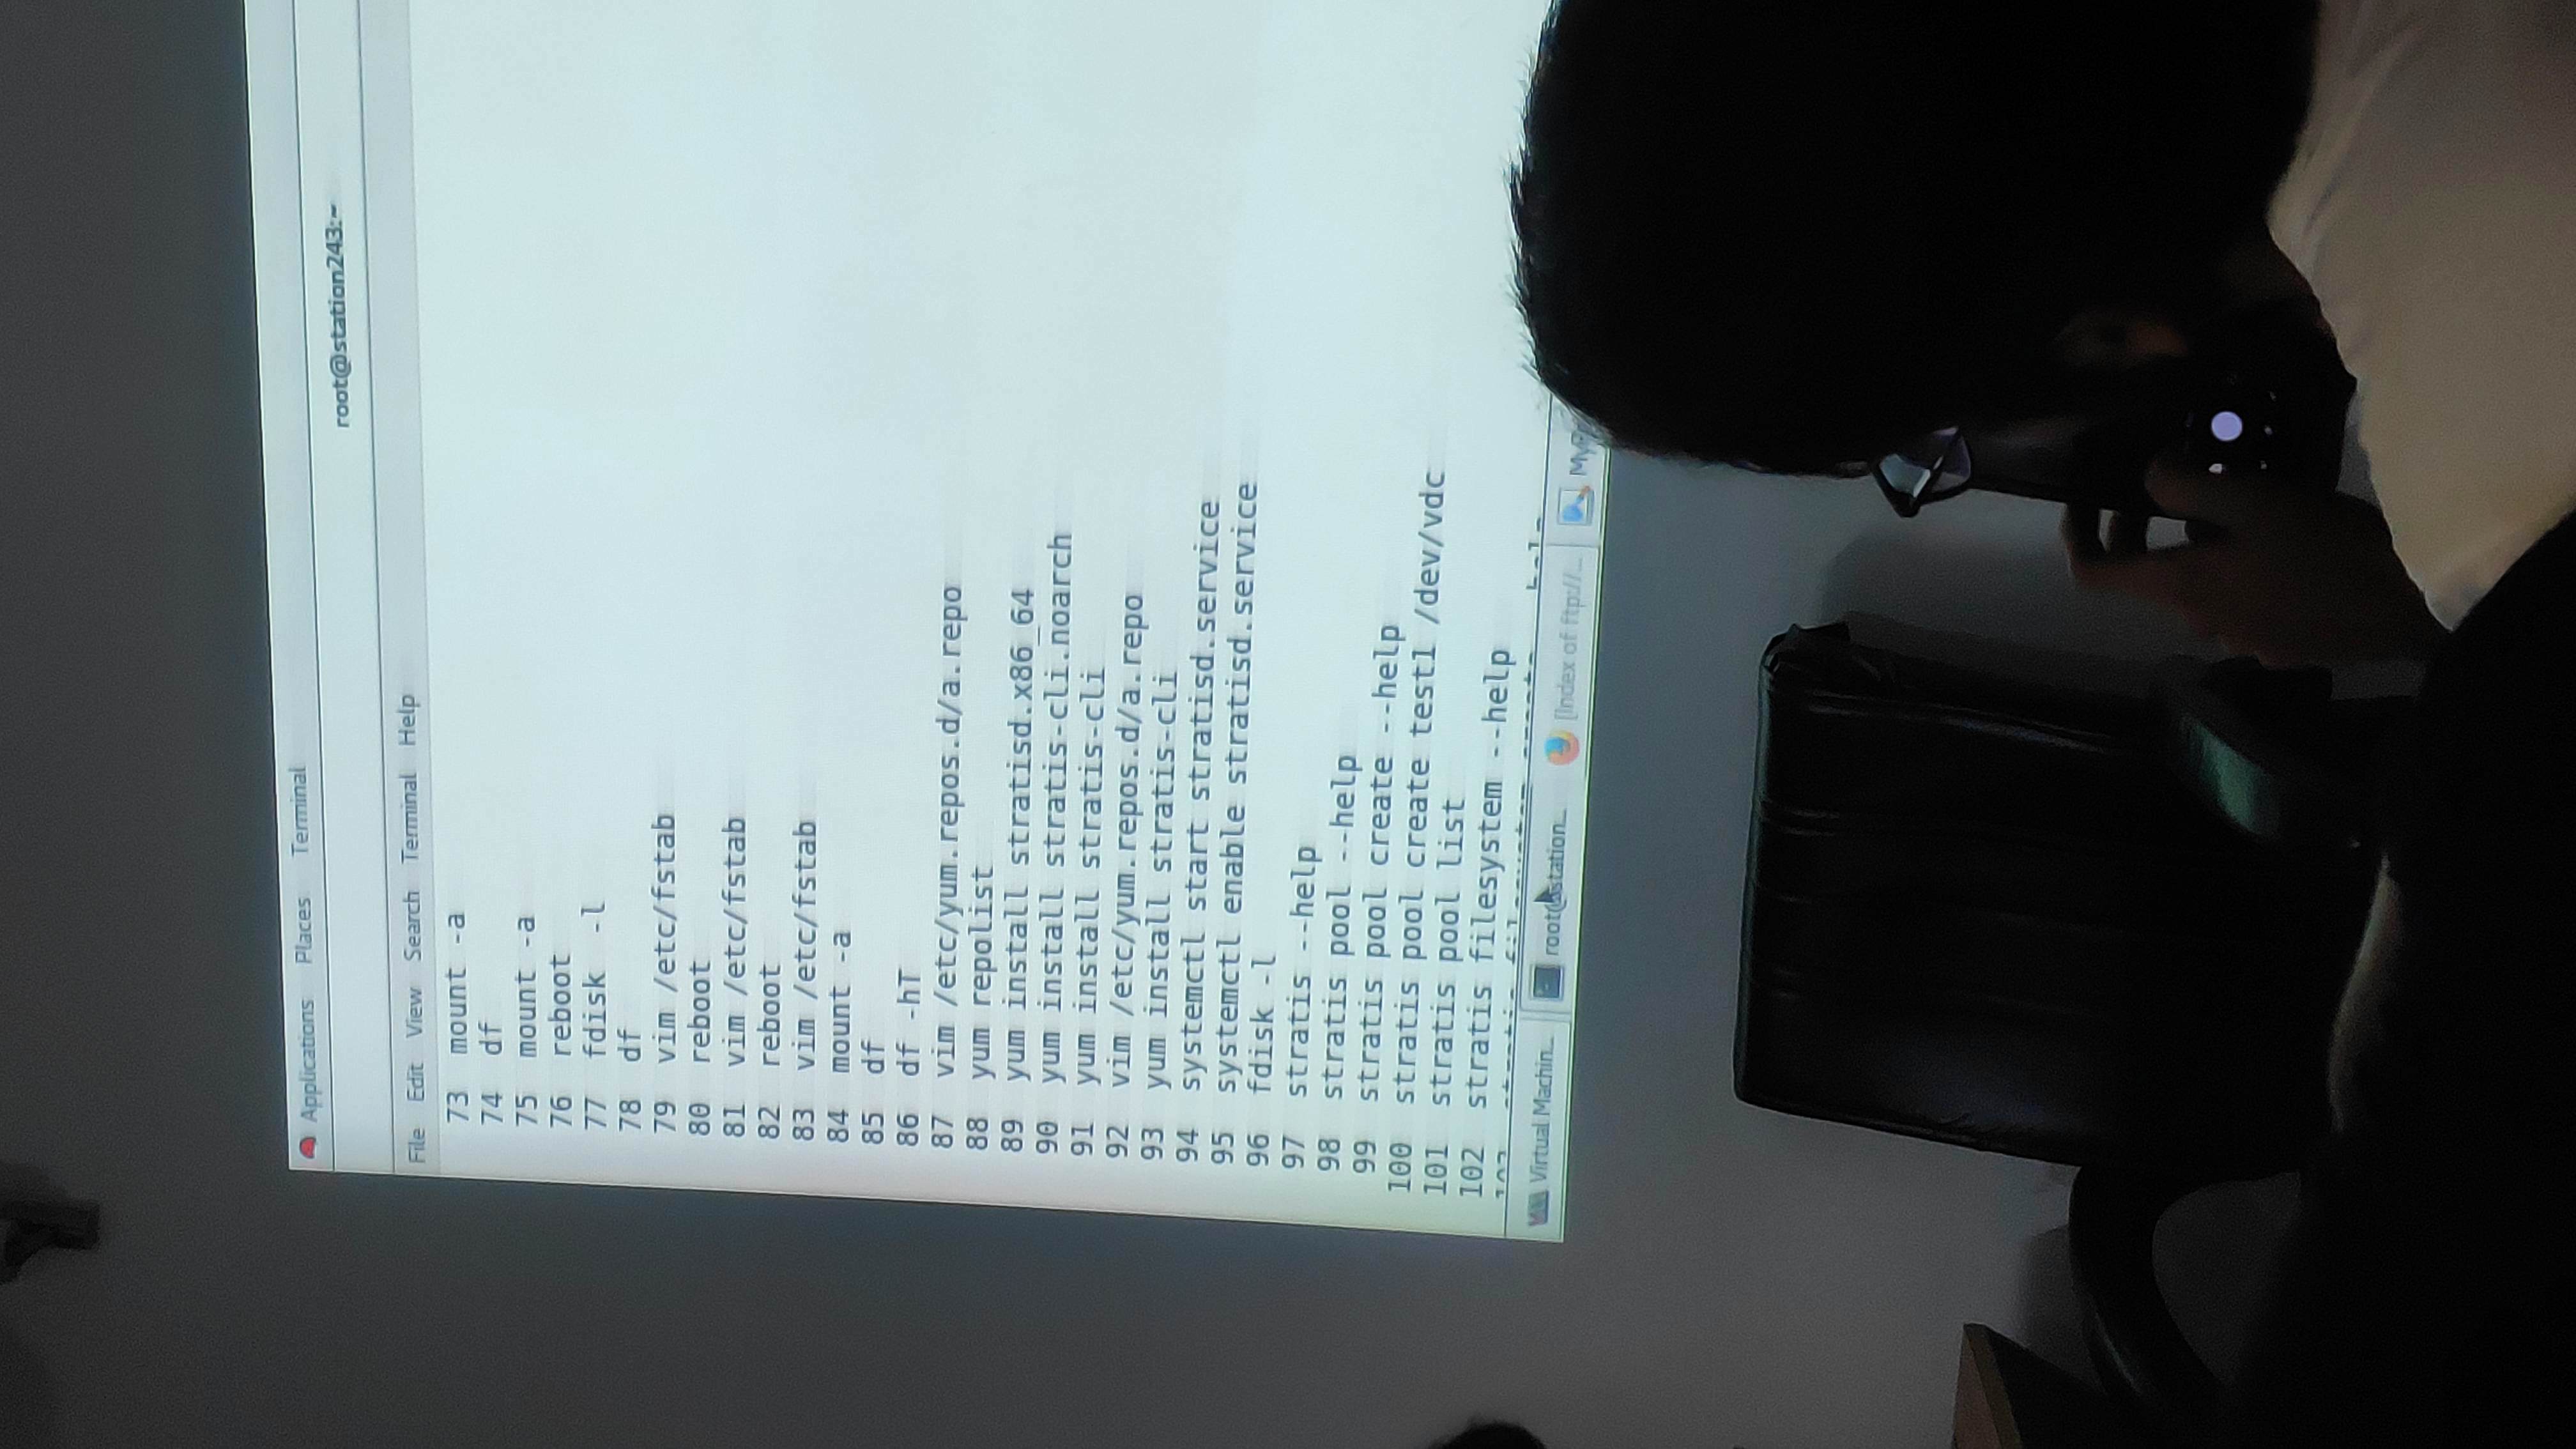 Applications Places Terminal
root@station243:~
File Edit View Search Terminal Help
73 mount -a
74 df
75 mount -a
76 reboot
77 fdisk  -l
78 df
79 vim /etc/fstab
80 reboot
81 vim /etc/fstab
82 reboot
83 vim /etc/fstab
84 mount -a
85 df
86 df -hT
87 vim /etc/yum.repos.d/a.repo
88 yum repolist
89 yum install stratisd.x86_64
90 yum install stratis-cli.noarch
91 yum install stratis-cli
92 vim /etc/yum.repos.d/a.repo
93 yum install stratis-cli
94 systemctl start stratisd.service
95 systemctl enable stratisd.service
96 fdisk -l
97 stratis --help
98 stratis pool --help
99 stratis pool create --help
100 stratis pool create test1 /dev/vdc
101 stratis pool list
102 stratis filesystem --help
Virtual Machin... root@station... [Index of ftp://...